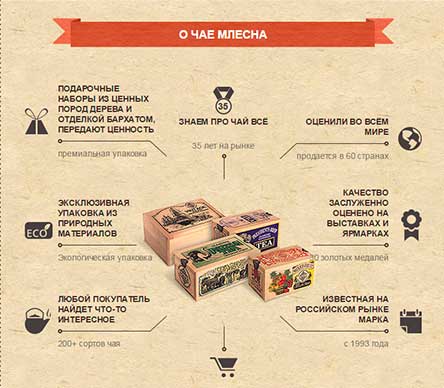 О ЧАЕ МЛЕСНА
ПОДАРОЧНЫЕ
НАБОРЫ ИЗ ЦЕННЫХ
ПОРОД ДЕРЕВА И
ОТДЕЛКОЙ БАРХАТОМ,
ПЕРЕДАЮТ ЦЕННОСТЬ
премиальная упаковка
35
ЗНАЕМ ПРО ЧАЙ ВСЁ
35 лет на рынке
ОЦЕНИЛИ ВО ВСЁМ
МИРЕ
продается в 60 странах
ЭКСКЛЮЗИВНАЯ
УПАКОВКА ИЗ
ПРИРОДНЫХ
МАТЕРИАЛОВ
ECO
Экологическая упаковка
TEA
КАЧЕСТВО
ЗАСЛУЖЕННО
ОЦЕНЕНО НА
ВЫСТАВКАХ И
ЯРМАРКАХ
золотых медалей
ЛЮБОЙ ПОКУПАТЕЛЬ
НАЙДЕТ ЧТО-ТО
ИНТЕРЕСНОЕ
200+ сортов чая
ИЗВЕСТНАЯ НА
РОССИЙСКОМ РЫНКЕ
МАРКА
с 1993 года